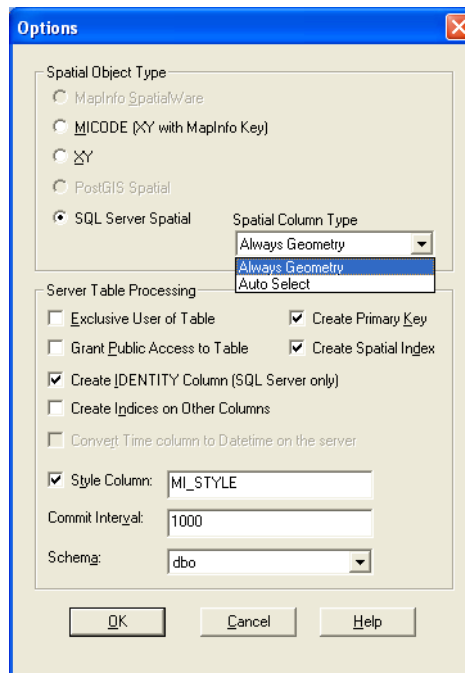 Options
Spatial Object Type
MapInfo SpatialWare
MICODE (XY with MapInfo Key)
XY
PostGIS Spatial
SQL Server Spatial
Spatial Column Type
Always Geometry
Always Geometry
Auto Select
Server Table Processing
Exclusive User of Table
Create Primary Key
Grant Public Access to Table
Create Spatial Index
Create IDENTITY Column (SQL Server only)
Create Indices on Other Columns
Convert Time column to Datetime on the server
Style Column: MI_STYLE
Commit Interval: 1000
Schema: dbo
OK Cancel Help